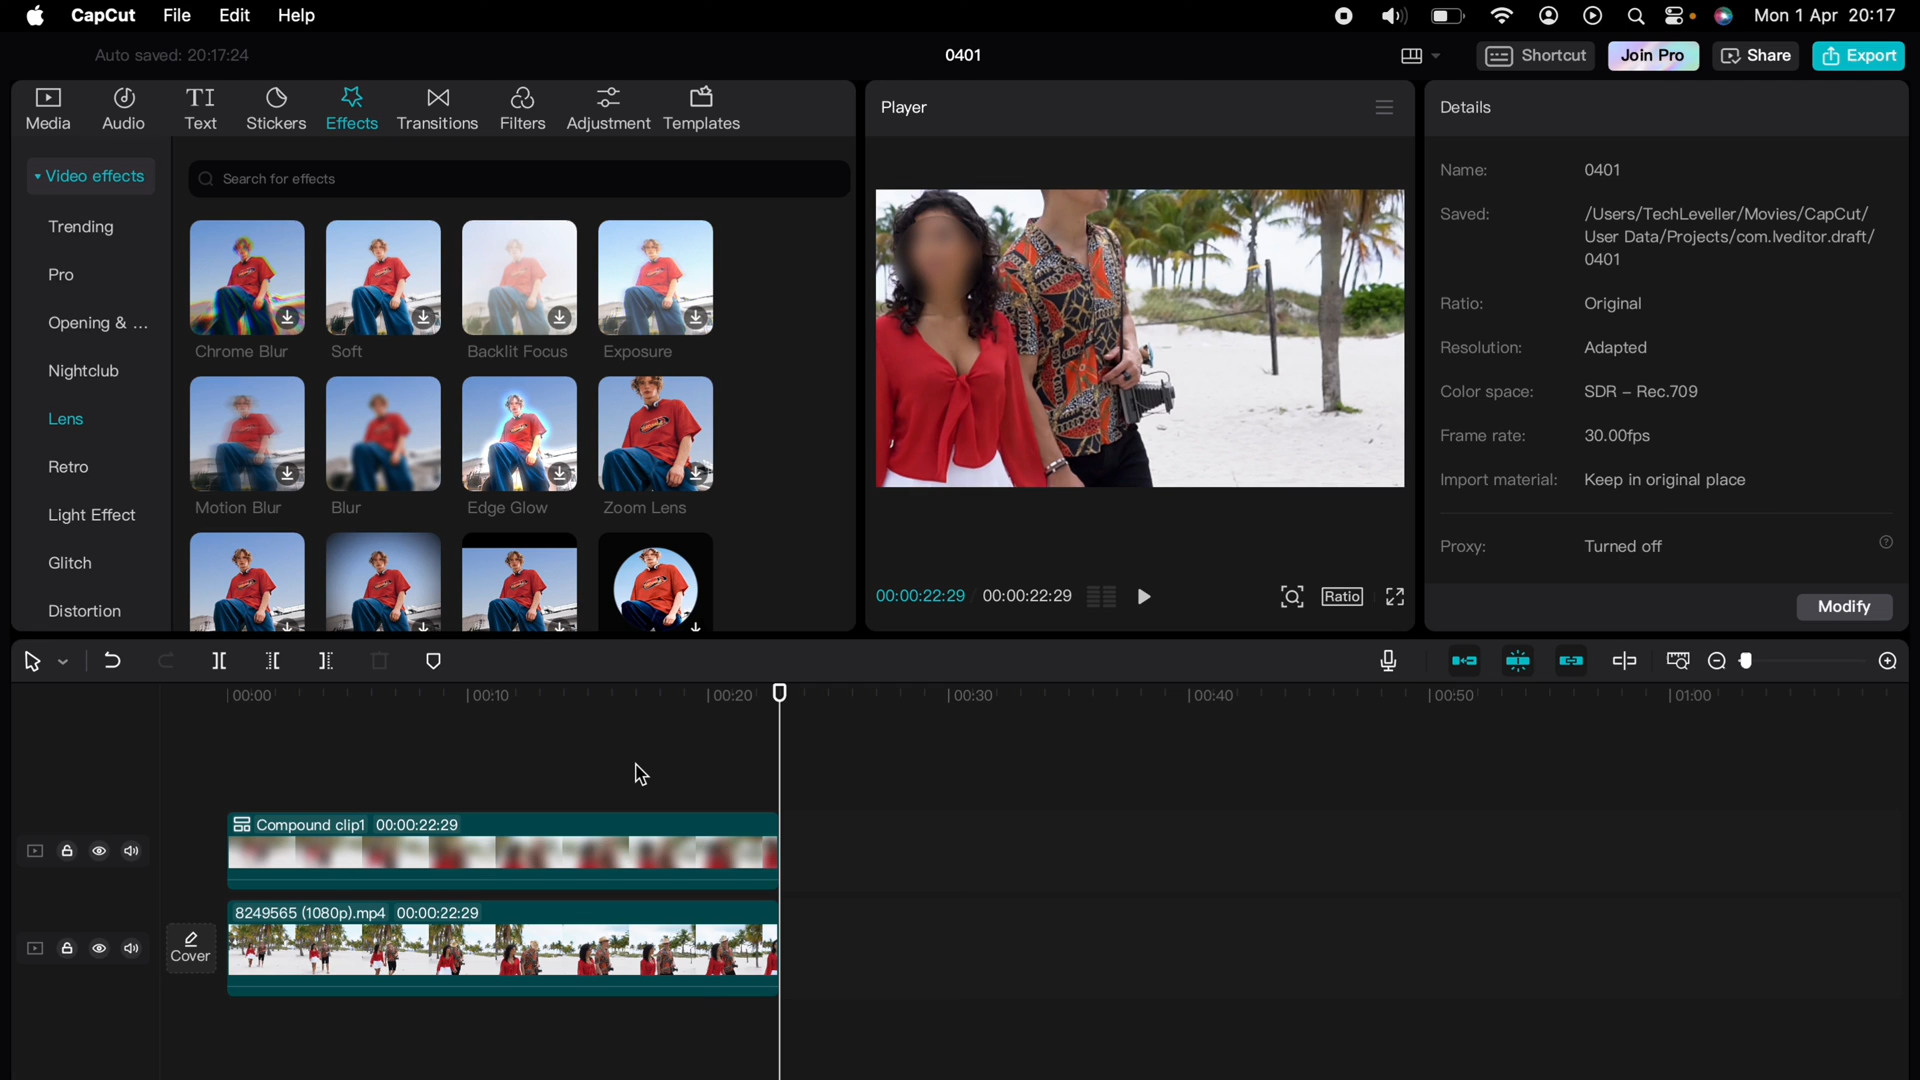 CapCut File Edit Help
Mon 1 Apr 20:17
Auto saved: 20:17:24
0401
Shortcut
Join Pro
Share
Export
Media
Audio
Text
Stickers
Effects
Transitions
Filters
Adjustment
Templates
Video effects
Trending
Pro
Opening & ...
Nightclub
Lens
Retro
Light Effect
Glitch
Distortion
Search for effects
Chrome Blur
Soft
Backlit Focus
Exposure
Motion Blur
Blur
Edge Glow
Zoom Lens
Player
00:00:22:29
00:00:22:29
Ratio
Details
Name: 0401
Saved: /Users/TechLeveller/Movies/CapCut/
User Data/Projects/com.lveditor.draft/
0401
Ratio: Original
Resolution: Adapted
Color space: SDR – Rec.709
Frame rate: 30.00fps
Import material: Keep in original place
Proxy: Turned off
Modify
00:00 00:10 00:20 00:30 00:40 00:50 01:00
Compound clip1 00:00:22:29
8249565 (1080p).mp4 00:00:22:29
Cover